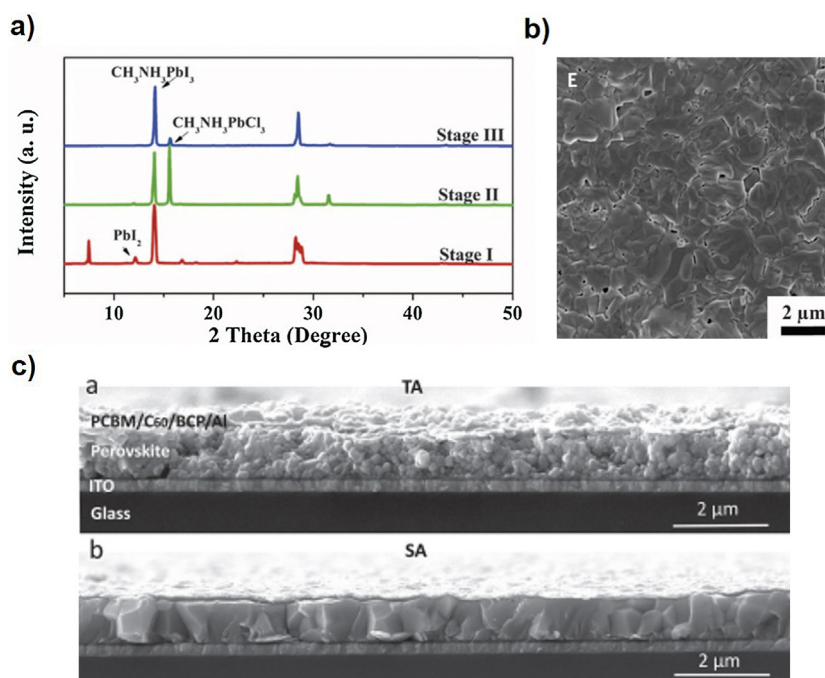 a)
CH₃NH₃PbI₃
CH₃NH₃PbCl₃
Stage III
Stage II
PbI₂
Stage I
Intensity (a. u.)
10 20 30 40 50
2 Theta (Degree)
b)
E
2 μm
c)
a
TA
PCBM/C₆₀/BCP/Al
Perovskite
ITO
Glass
2 μm
b
SA
2 μm